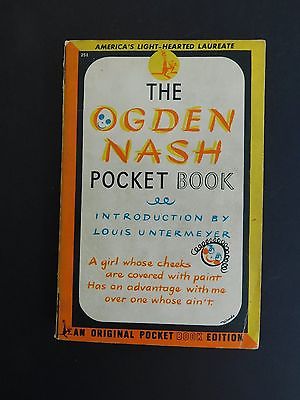 AMERICA'S LIGHT-HEARTED LAUREATE
251
THE
OGDEN
NASH
POCKET BOOK
INTRODUCTION BY
LOUIS UNTERMEYER
A girl whose cheeks
are covered with paint
Has an advantage with me
over one whose ain't.
AN ORIGINAL POCKET BOOK EDITION